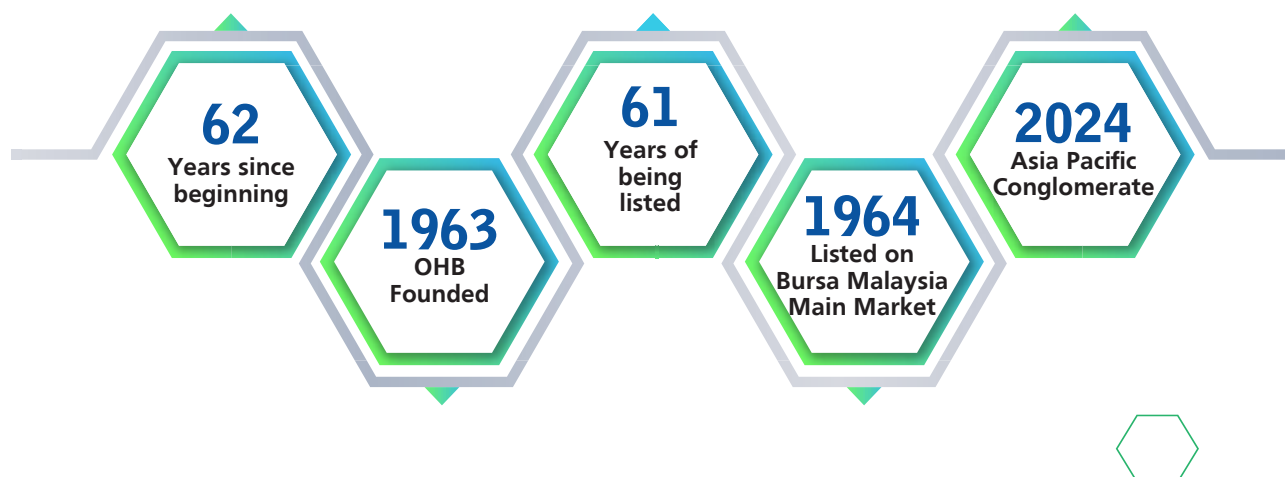 62
Years since
beginning
1963
OHB
Founded
61
Years of
being
listed
1964
Listed on
Bursa Malaysia
Main Market
2024
Asia Pacific
Conglomerate